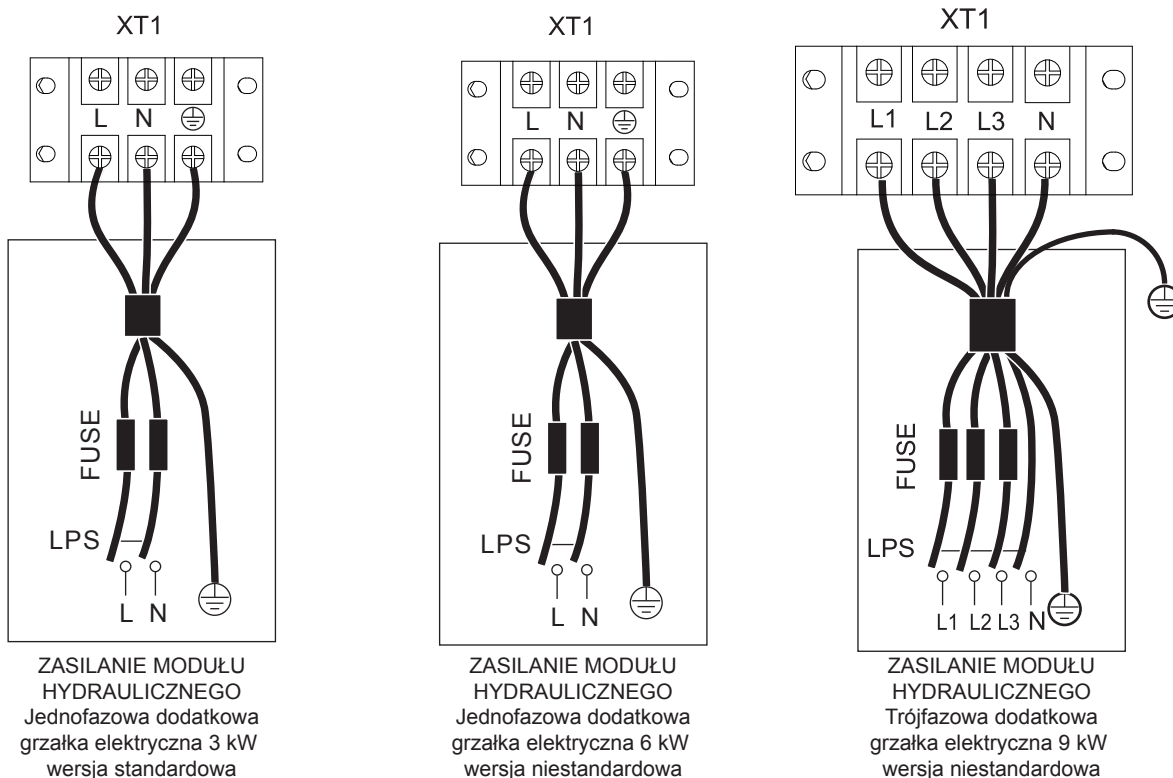 XT1
L N
FUSE
LPS
L N
ZASILANIE MODUŁU
HYDRAULICZNEGO
Jednofazowa dodatkowa
grzałka elektryczna 3 kW
wersja standardowa
XT1
L N
FUSE
LPS
L N
ZASILANIE MODUŁU
HYDRAULICZNEGO
Jednofazowa dodatkowa
grzałka elektryczna 6 kW
wersja niestandardowa
XT1
L1 L2 L3 N
FUSE
LPS
L1 L2 L3 N
ZASILANIE MODUŁU
HYDRAULICZNEGO
Trójfazowa dodatkowa
grzałka elektryczna 9 kW
wersja niestandardowa